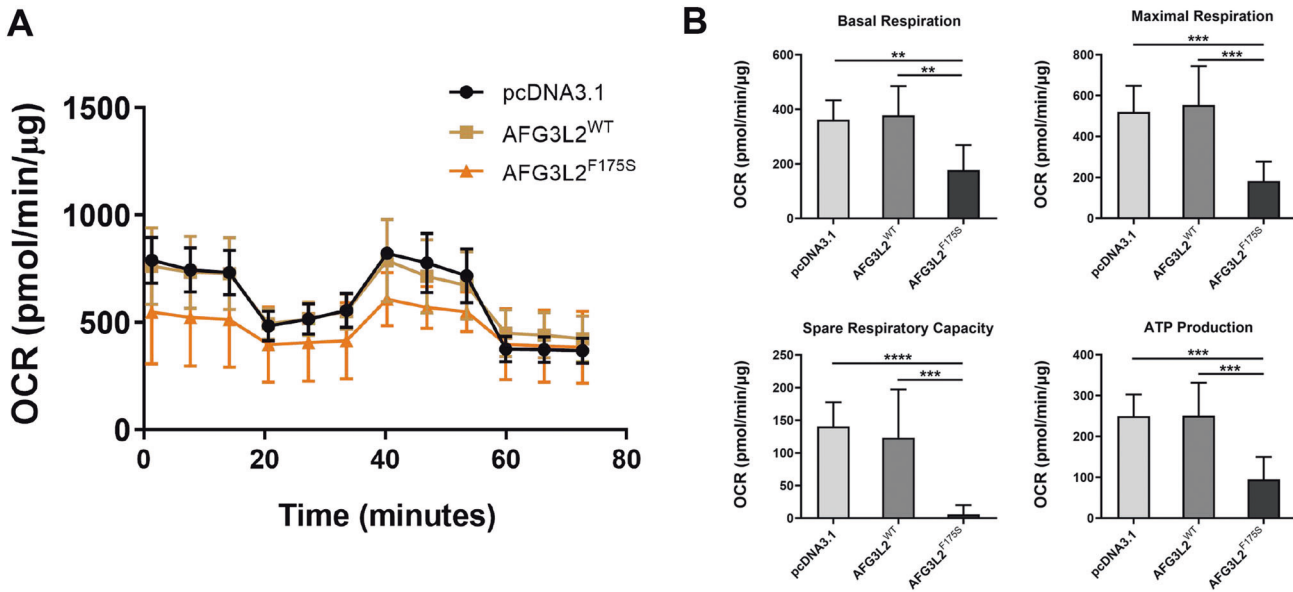 A
OCR (pmol/min/µg)
1500
1000
500
0
0 20 40 60 80
Time (minutes)
pcDNA3.1
AFG3L2WT
AFG3L2F175S
B
Basal Respiration
OCR (pmol/min/µg)
600
400
200
0
**
**
pcDNA3.1
AFG3L2WT
AFG3L2F175S
Maximal Respiration
OCR (pmol/min/µg)
800
600
400
200
0
***
***
pcDNA3.1
AFG3L2WT
AFG3L2F175S
Spare Respiratory Capacity
OCR (pmol/min/µg)
250
200
150
100
50
0
****
***
pcDNA3.1
AFG3L2WT
AFG3L2F175S
ATP Production
OCR (pmol/min/µg)
400
300
200
100
0
***
***
pcDNA3.1
AFG3L2WT
AFG3L2F175S